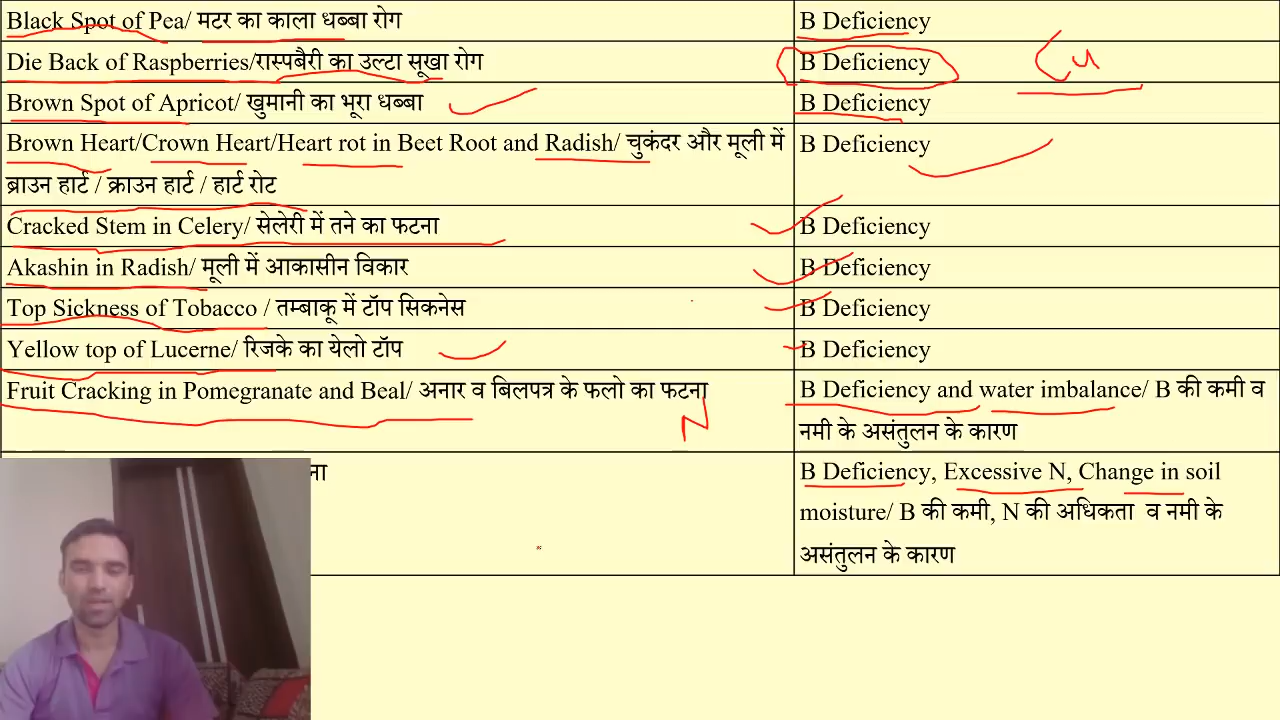 Black Spot of Pea/ मटर का काला धब्बा रोग
B Deficiency
Die Back of Raspberries/रास्पबैरी का उल्टा सूखा रोग
B Deficiency
Cu
Brown Spot of Apricot/ खुमानी का भूरा धब्बा
B Deficiency
Brown Heart/Crown Heart/Heart rot in Beet Root and Radish/ चुकंदर और मूली में
ब्राउन हार्ट / क्राउन हार्ट / हार्ट रोट
B Deficiency
Cracked Stem in Celery/ सेलेरी में तने का फटना
B Deficiency
Akashin in Radish/ मूली में आकासीन विकार
B Deficiency
Top Sickness of Tobacco / तम्बाकू में टॉप सिकनेस
B Deficiency
Yellow top of Lucerne/ रिजके का येलो टॉप
B Deficiency
Fruit Cracking in Pomegranate and Beal/ अनार व बिलपत्र के फलो का फटना
N
B Deficiency and water imbalance/ B की कमी व
नमी के असंतुलन के कारण
ना
B Deficiency, Excessive N, Change in soil
moisture/ B की कमी, N की अधिकता व नमी के
असंतुलन के कारण